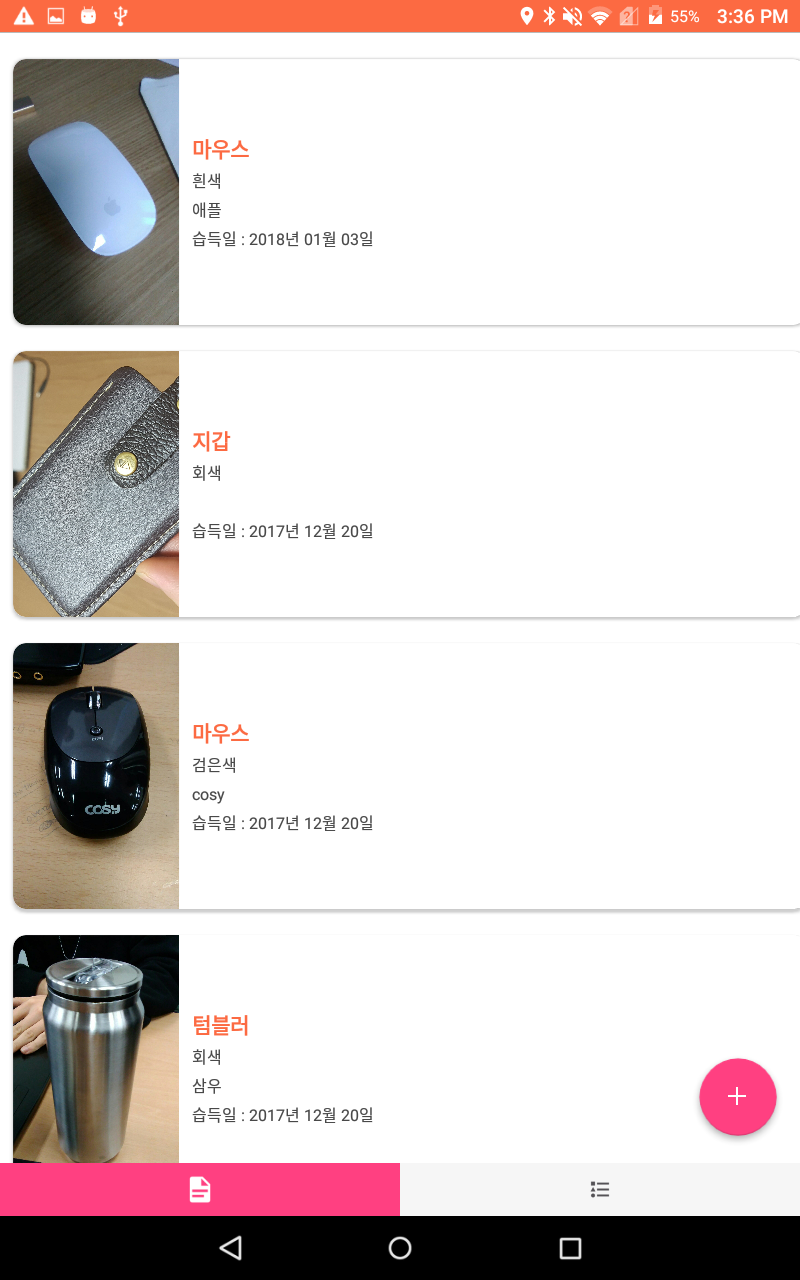 55% 3:36 PM
마우스
흰색
애플
습득일 : 2018년 01월 03일
지갑
회색
습득일 : 2017년 12월 20일
마우스
검은색
cosy
습득일 : 2017년 12월 20일
COSY
텀블러
회색
삼우
습득일 : 2017년 12월 20일